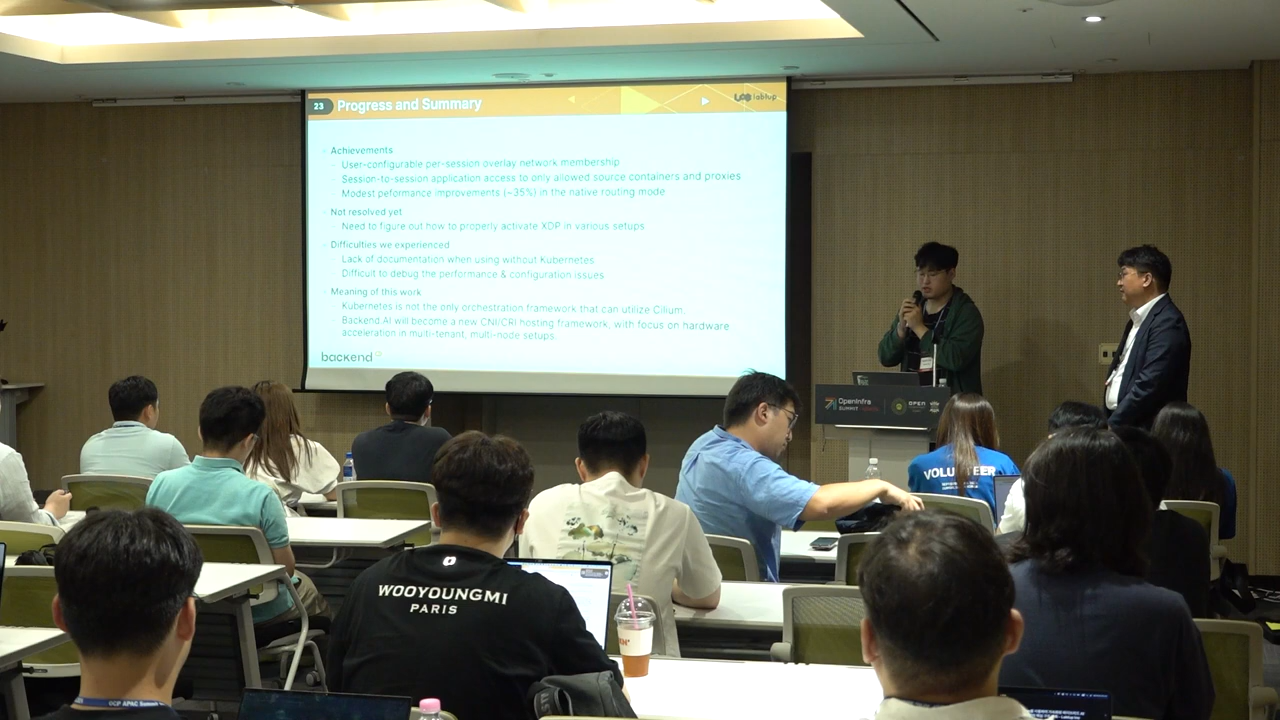 23 Progress and Summary
lablup
Achievements
User-configurable per-session overlay network membership
Session-to-session application access to only allowed source containers and proxies
Modest peformance improvements (~35%) in the native routing mode
Not resolved yet
Need to figure out how to properly activate XDP in various setups
Difficulties we experienced
Lack of documentation when using without Kubernetes
Difficult to debug the performance & configuration issues
Meaning of this work
Kubernetes is not the only orchestration framework that can utilize Cilium.
Backend.AI will become a new CNI/CRI hosting framework, with focus on hardware
acceleration in multi-tenant, multi-node setups.
backend
OpenInfra
SUMMIT
OPEN
VOLUNTEER
WOOYOUNGMI
PARIS
OCP APAC Summit